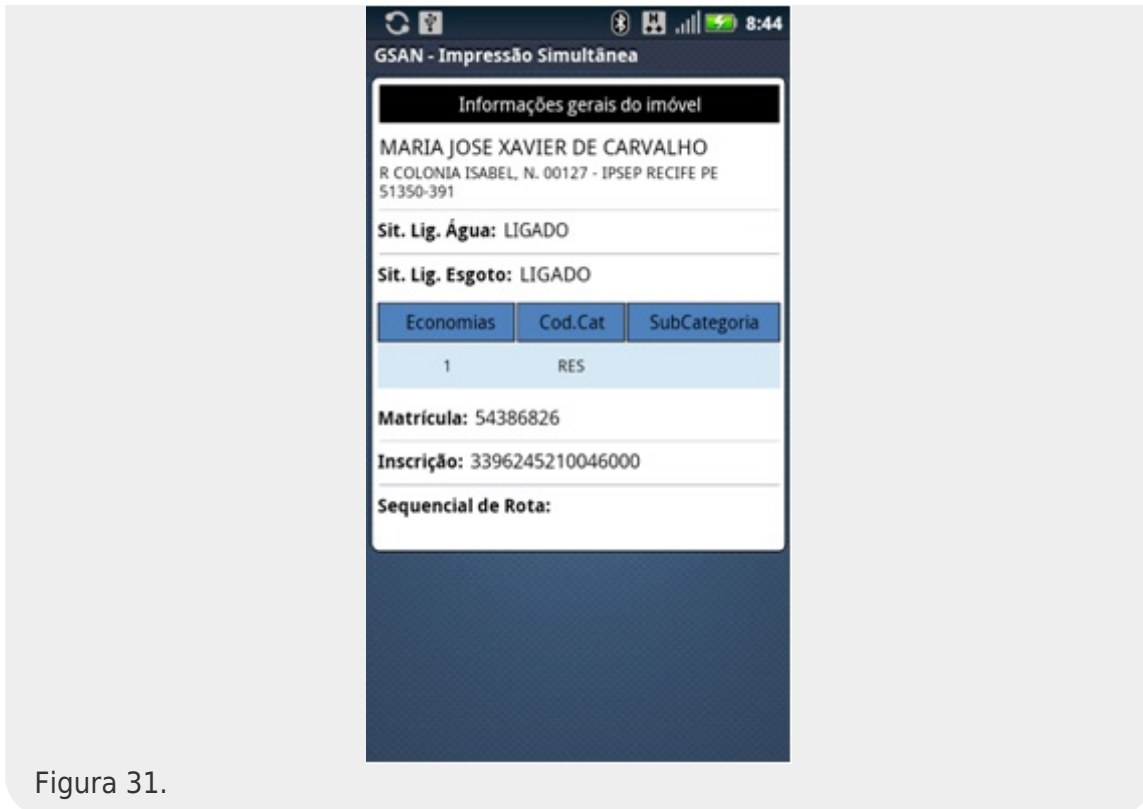 8:44
GSAN - Impressão Simultânea
Informações gerais do imóvel
MARIA JOSE XAVIER DE CARVALHO
R COLONIA ISABEL, N. 00127 - IPSEP RECIFE PE
51350-391
Sit. Lig. Água: LIGADO
Sit. Lig. Esgoto: LIGADO
Economias Cod.Cat SubCategoria
1 RES
Matrícula: 54386826
Inscrição: 3396245210046000
Sequencial de Rota:
Figura 31.